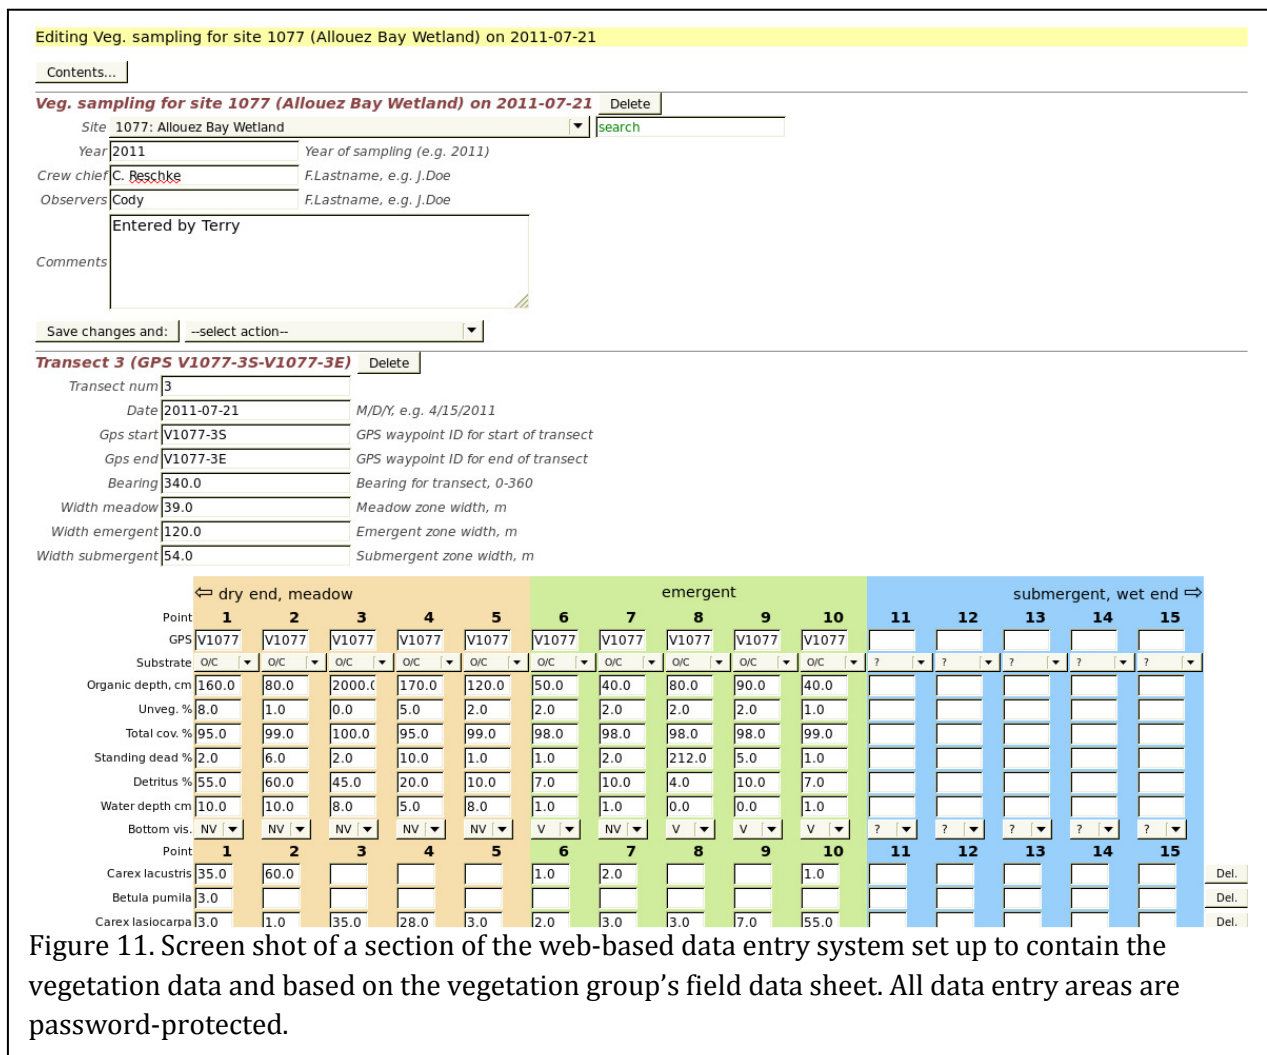 Editing Veg. sampling for site 1077 (Allouez Bay Wetland) on 2011-07-21
Contents...
Veg. sampling for site 1077 (Allouez Bay Wetland) on 2011-07-21 Delete
Site 1077: Allouez Bay Wetland search
Year 2011 Year of sampling (e.g. 2011)
Crew chief C. Reschke F.Lastname, e.g. J.Doe
Observers Cody F.Lastname, e.g. J.Doe
Entered by Terry
Comments
Save changes and: --select action--
Transect 3 (GPS V1077-3S-V1077-3E) Delete
Transect num 3
Date 2011-07-21 M/D/Y, e.g. 4/15/2011
Gps start V1077-3S GPS waypoint ID for start of transect
Gps end V1077-3E GPS waypoint ID for end of transect
Bearing 340.0 Bearing for transect, 0-360
Width meadow 39.0 Meadow zone width, m
Width emergent 120.0 Emergent zone width, m
Width submergent 54.0 Submergent zone width, m
⇦ dry end, meadow emergent submergent, wet end ⇨
Point 1 2 3 4 5 6 7 8 9 10 11 12 13 14 15
GPS V1077 V1077 V1077 V1077 V1077 V1077 V1077 V1077 V1077 V1077
Substrate O/C O/C O/C O/C O/C O/C O/C O/C O/C O/C ? ? ? ? ?
Organic depth, cm 160.0 80.0 2000.0 170.0 120.0 50.0 40.0 80.0 90.0 40.0
Unveg. % 8.0 1.0 0.0 5.0 2.0 2.0 2.0 2.0 2.0 1.0
Total cov. % 95.0 99.0 100.0 95.0 99.0 98.0 98.0 98.0 98.0 99.0
Standing dead % 2.0 6.0 2.0 10.0 1.0 1.0 2.0 212.0 5.0 1.0
Detritus % 55.0 60.0 45.0 20.0 10.0 7.0 10.0 4.0 10.0 7.0
Water depth cm 10.0 10.0 8.0 5.0 8.0 1.0 1.0 0.0 0.0 1.0
Bottom vis. NV NV NV NV NV V NV V V V ? ? ? ? ?
Point 1 2 3 4 5 6 7 8 9 10 11 12 13 14 15
Carex lacustris 35.0 60.0 1.0 2.0 1.0 Del.
Betula pumila 3.0 Del.
Carex lasiocarpa 3.0 1.0 35.0 28.0 3.0 2.0 3.0 3.0 7.0 55.0 Del.
Figure 11. Screen shot of a section of the web-based data entry system set up to contain the
vegetation data and based on the vegetation group’s field data sheet. All data entry areas are
password-protected.